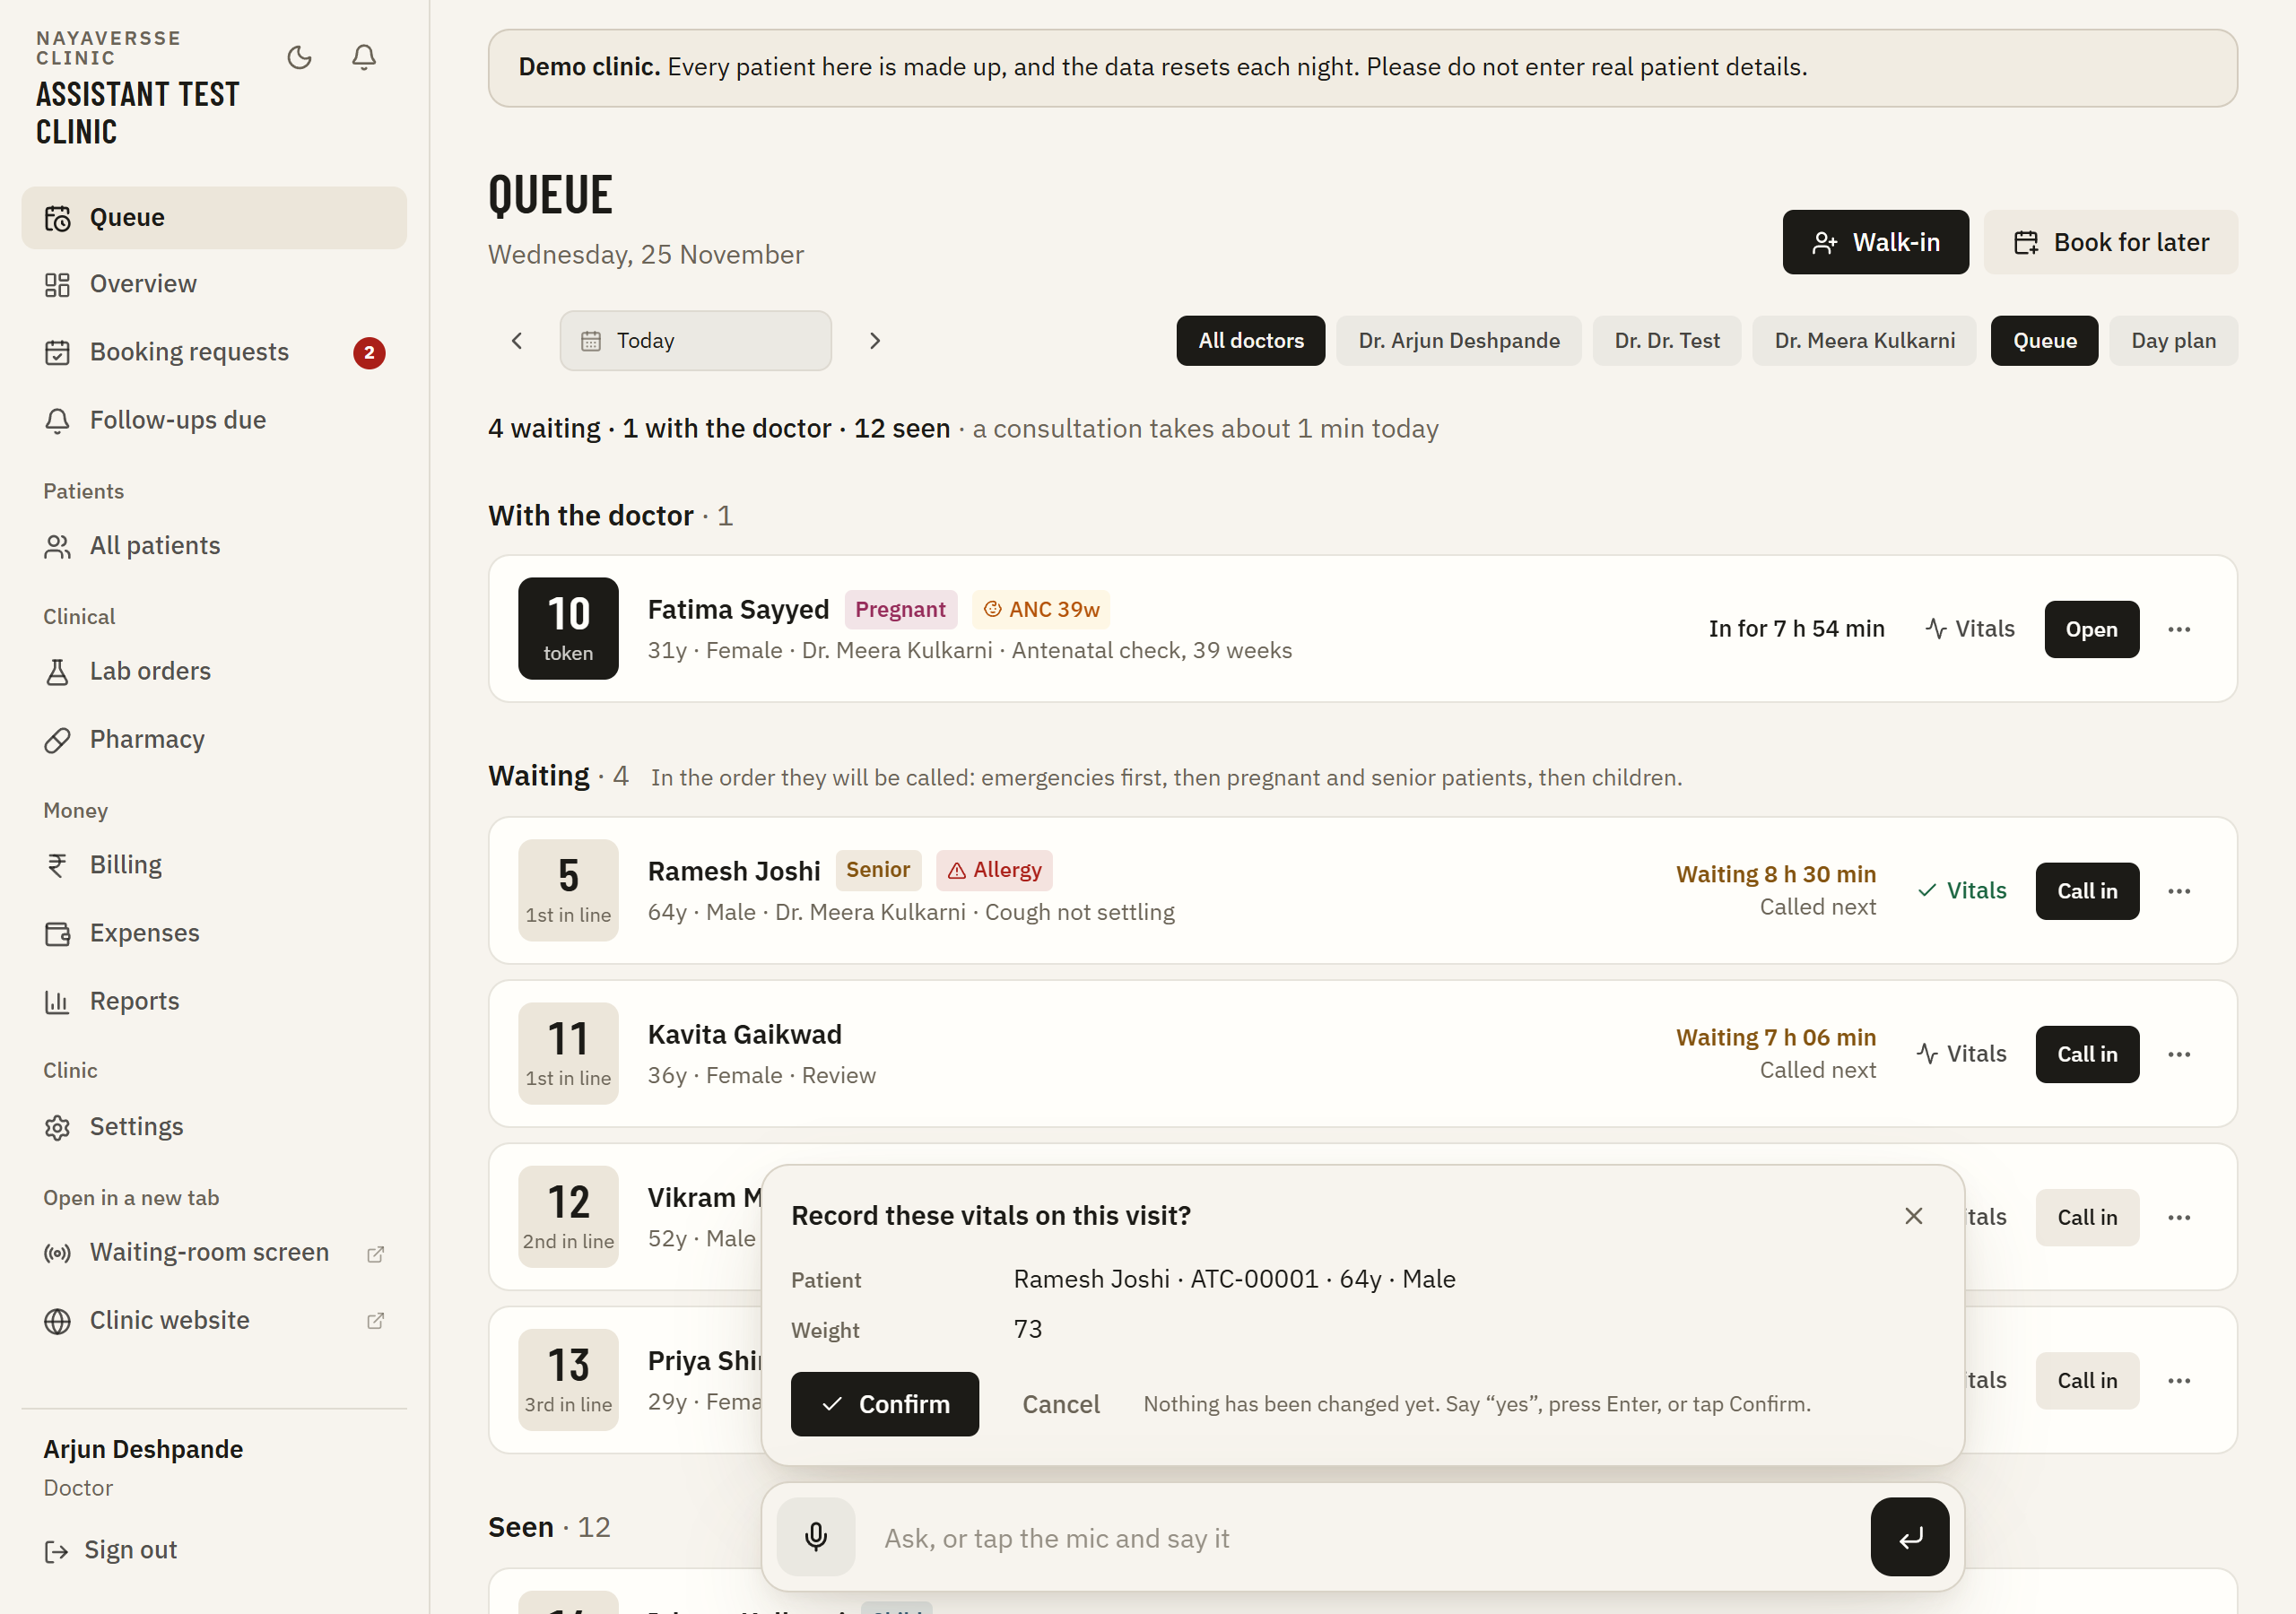 NAYAVERSSE
CLINIC
ASSISTANT TEST
CLINIC
Queue
Overview
Booking requests 2
Follow-ups due
Patients
All patients
Clinical
Lab orders
Pharmacy
Money
Billing
Expenses
Reports
Clinic
Settings
Open in a new tab
Waiting-room screen
Clinic website
Arjun Deshpande
Doctor
Sign out
Demo clinic. Every patient here is made up, and the data resets each night. Please do not enter real patient details.
QUEUE
Wednesday, 25 November
Walk-in
Book for later
Today
All doctors
Dr. Arjun Deshpande
Dr. Dr. Test
Dr. Meera Kulkarni
Queue
Day plan
4 waiting · 1 with the doctor · 12 seen · a consultation takes about 1 min today
With the doctor · 1
10
token
Fatima Sayyed Pregnant ANC 39w
31y · Female · Dr. Meera Kulkarni · Antenatal check, 39 weeks
In for 7 h 54 min
Vitals
Open
Waiting · 4 In the order they will be called: emergencies first, then pregnant and senior patients, then children.
5
1st in line
Ramesh Joshi Senior Allergy
64y · Male · Dr. Meera Kulkarni · Cough not settling
Waiting 8 h 30 min
Called next
Vitals
Call in
11
1st in line
Kavita Gaikwad
36y · Female · Review
Waiting 7 h 06 min
Called next
Vitals
Call in
12
2nd in line
Vikram
52y · Male
Call in
13
3rd in line
Priya
29y
Call in
Record these vitals on this visit?
Patient Ramesh Joshi · ATC-00001 · 64y · Male
Weight 73
Confirm
Cancel
Nothing has been changed yet. Say “yes”, press Enter, or tap Confirm.
Seen · 12
Ask, or tap the mic and say it